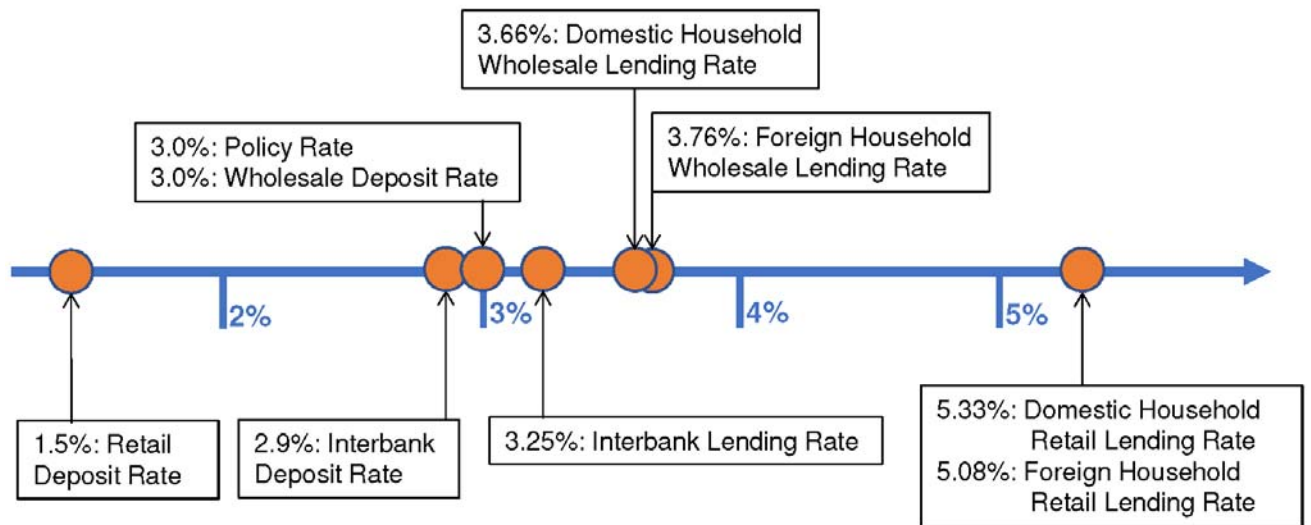 3.66%: Domestic Household
Wholesale Lending Rate
3.0%: Policy Rate
3.0%: Wholesale Deposit Rate
3.76%: Foreign Household
Wholesale Lending Rate
2%
3%
4%
5%
1.5%: Retail
Deposit Rate
2.9%: Interbank
Deposit Rate
3.25%: Interbank Lending Rate
5.33%: Domestic Household
Retail Lending Rate
5.08%: Foreign Household
Retail Lending Rate